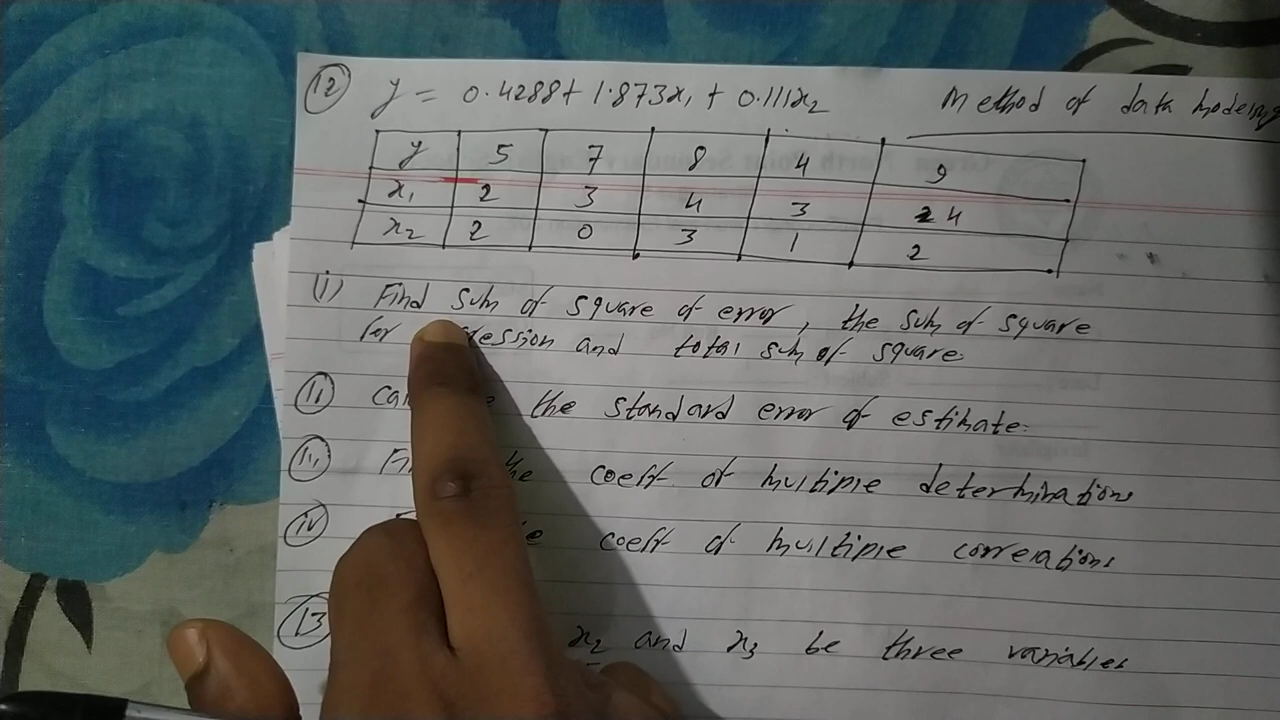 12 y = 0.4288 + 1.873x₁ + 0.111x₂ Method of data modeling
y 5 7 8 4 9
x₁ 2 3 4 3 4
x₂ 2 0 3 1 2
(i) Find sum of square of error, the sum of square
for ession and total sum of square.
(ii) the standard error of estimate.
(iii) coeff of multiple determinations
(iv) coeff of multiple correlations
13 x₂ and x₃ be three variables